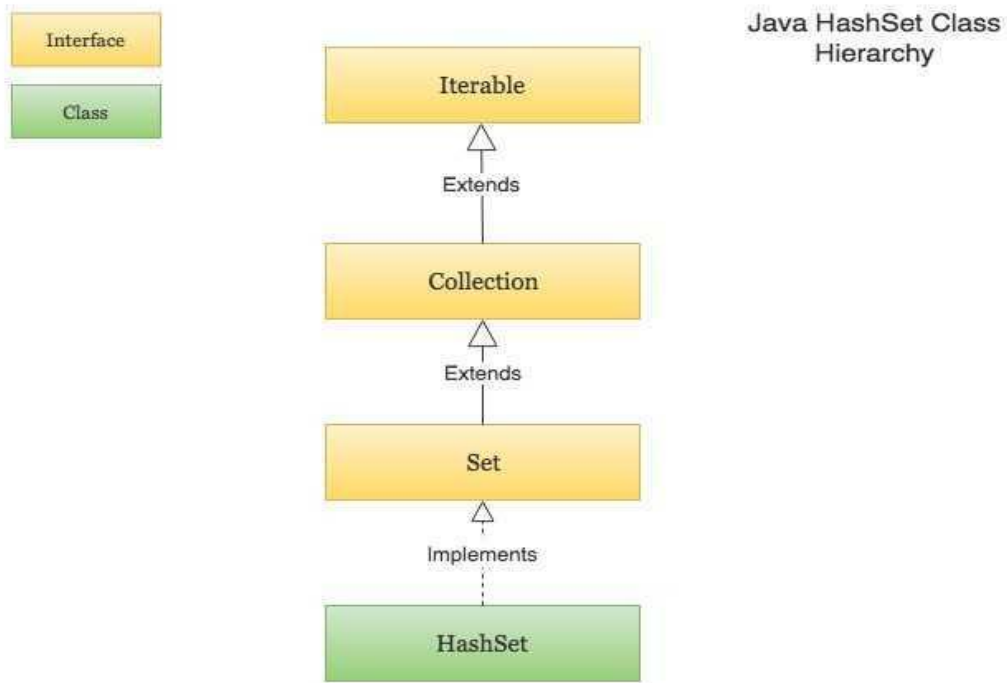 Interface
Class
Java HashSet Class
Hierarchy
Iterable
Extends
Collection
Extends
Set
Implements
HashSet